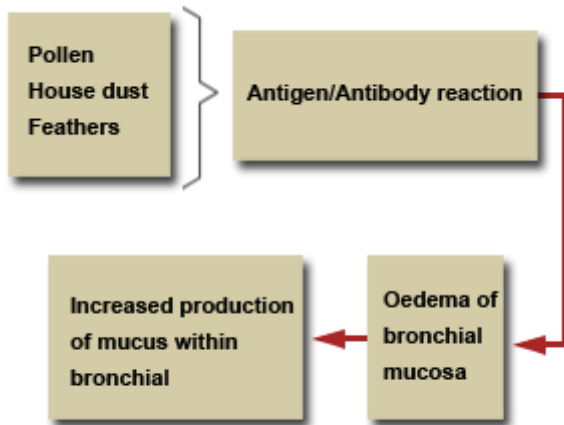 Pollen
House dust
Feathers
Antigen/Antibody reaction
Oedema of
bronchial
mucosa
Increased production
of mucus within
bronchial